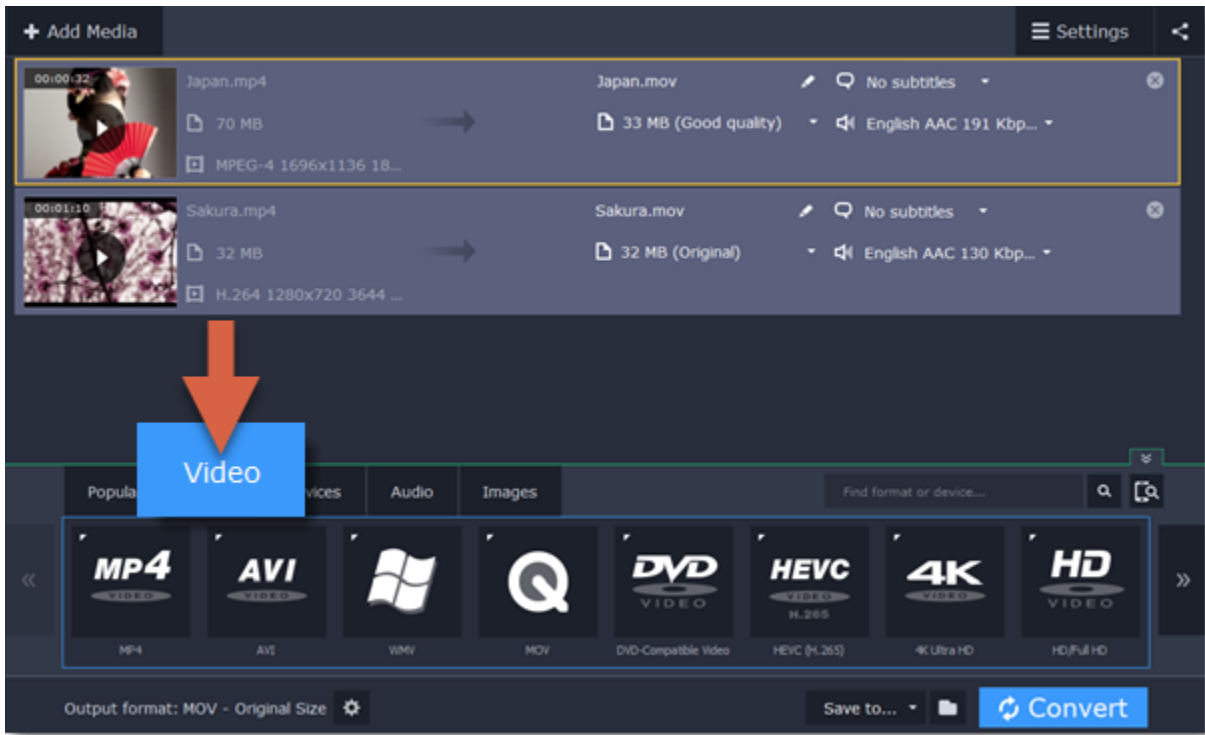 Add Media
Settings
00:00:32
Japan.mp4
Japan.mov
No subtitles
70 MB
33 MB (Good quality)
English AAC 191 Kbp...
MPEG-4 1696x1136 18...
00:01:10
Sakura.mp4
Sakura.mov
No subtitles
32 MB
32 MB (Original)
English AAC 130 Kbp...
H.264 1280x720 3644 ...
Video
Popula
vices
Audio
Images
Find format or device...
MP4
VIDEO
AVI
VIDEO
DVD
VIDEO
HEVC
VIDEO
H.265
4K
VIDEO
HD
VIDEO
MP4
AVI
WMV
MOV
DVD-Compatible Video
HEVC (H.265)
4K Ultra HD
HD/Full HD
Output format: MOV - Original Size
Save to...
Convert